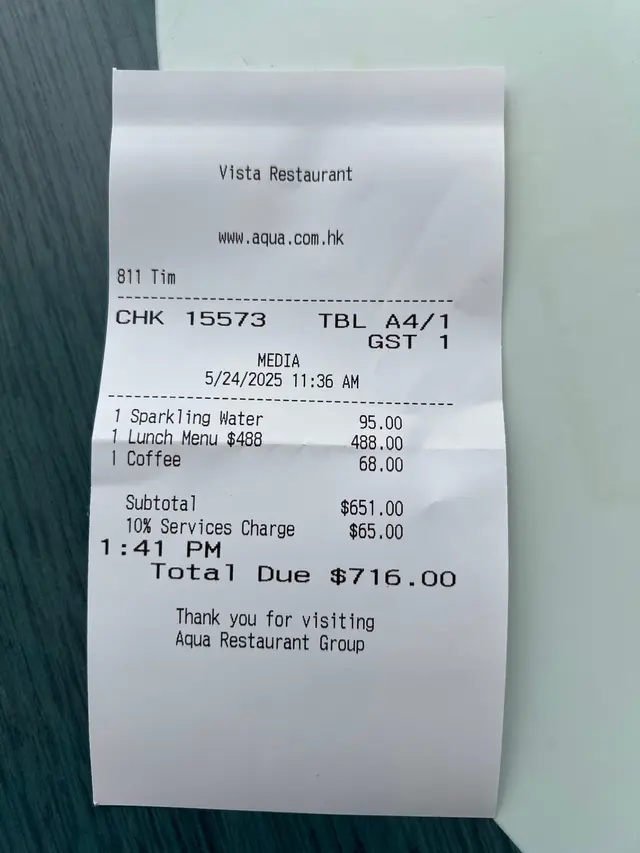 Vista Restaurant
www.aqua.com.hk
811 Tim
CHK 15573 TBL A4/1
GST 1
MEDIA
5/24/2025 11:36 AM
1 Sparkling Water 95.00
1 Lunch Menu $488 488.00
1 Coffee 68.00
Subtotal $651.00
10% Services Charge $65.00
1:41 PM
Total Due $716.00
Thank you for visiting
Aqua Restaurant Group